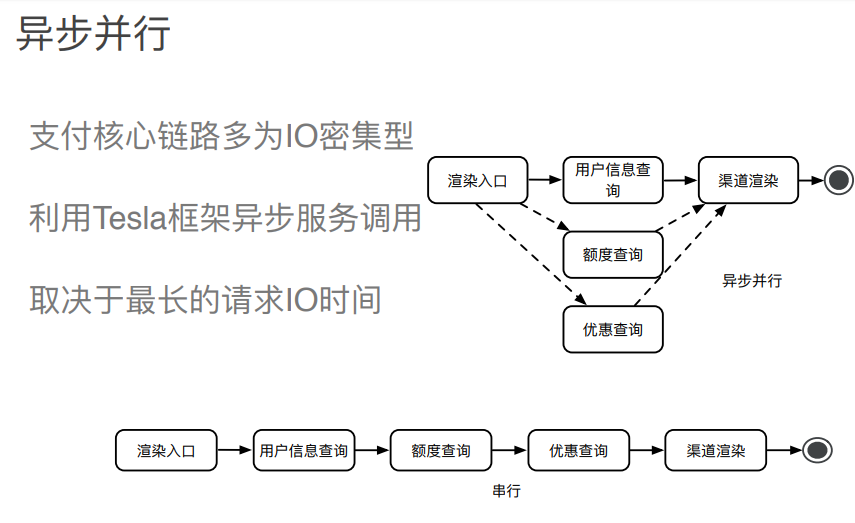 异步并行
支付核心链路多为IO密集型
利用Tesla框架异步服务调用
取决于最长的请求IO时间
渲染入口
用户信息查
询
渠道渲染
额度查询
异步并行
优惠查询
渲染入口
用户信息查询
额度查询
优惠查询
渠道渲染
串行